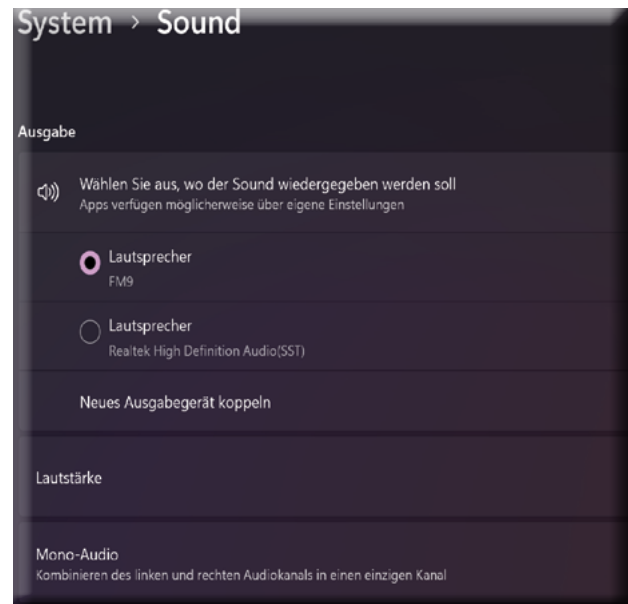 System > Sound
Ausgabe
Wählen Sie aus, wo der Sound wiedergegeben werden soll
Apps verfügen möglicherweise über eigene Einstellungen
Lautsprecher
FM9
Lautsprecher
Realtek High Definition Audio(SST)
Neues Ausgabegerät koppeln
Lautstärke
Mono-Audio
Kombinieren des linken und rechten Audiokanals in einen einzigen Kanal